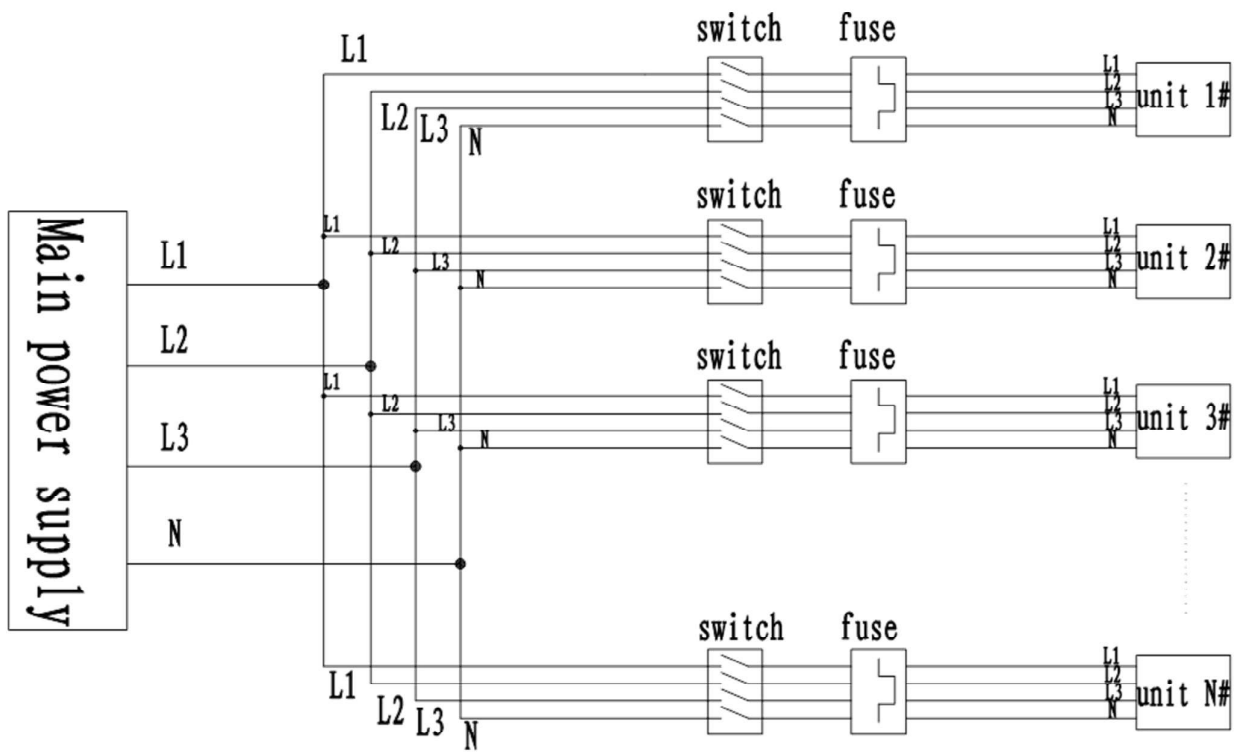 switch fuse
L1
L1
L2
L3
N
L2
L3
N
unit 1#
switch fuse
L1
L2
L3
N
L1
L2
L3
N
unit 2#
Main power supply
L1
L2
L3
N
switch fuse
L1
L2
L3
N
L1
L2
L3
N
unit 3#
switch fuse
L1
L2
L3
N
L1
L2
L3
N
unit N#